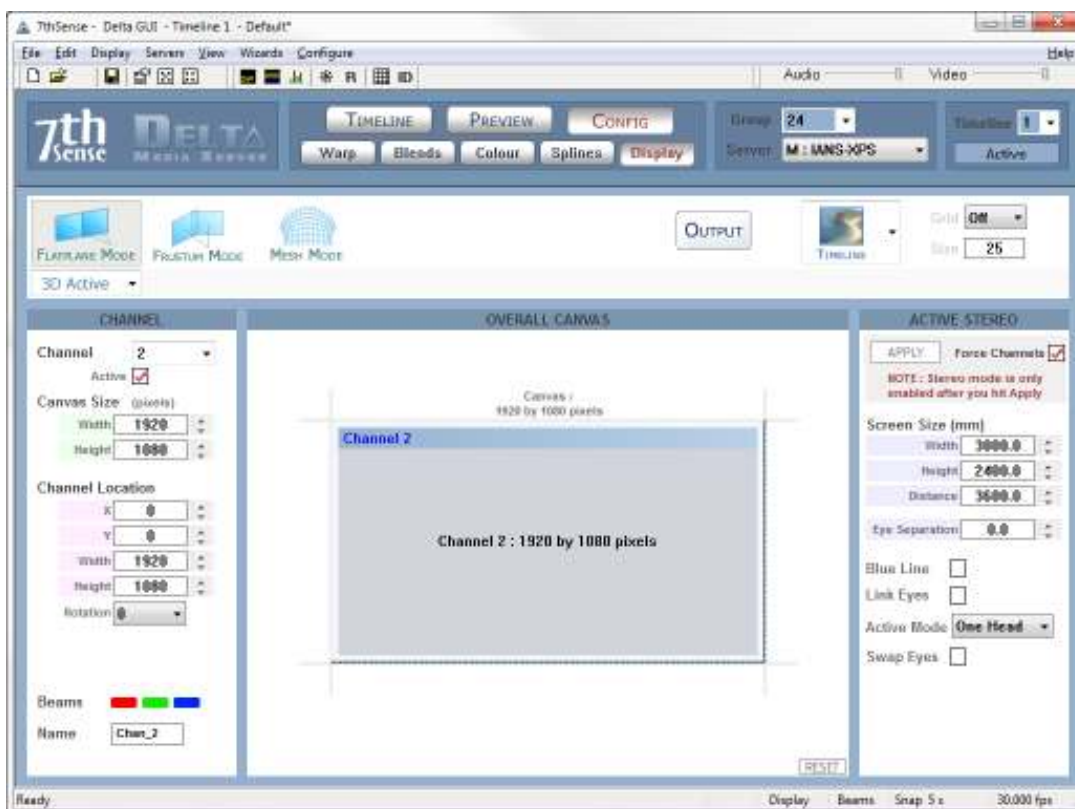 7thSense - Delta GUI - Timeline 1 - Default*
File Edit Display Servers View Wizards Configure Help
R ID Audio Video
7th sense DELTA MEDIA SERVER
TIMELINE PREVIEW CONFIG
Warp Blends Colour Splines Display
Group 24
Server M : IANS-XPS
Timeline 1
Active
FLATPLANE MODE FRUSTUM MODE MESH MODE
OUTPUT
TIMELINE
Grid Off
Size 25
3D Active
CHANNEL
Channel 2
Active
Canvas Size (pixels)
Width 1920
Height 1080
Channel Location
X 0
Y 0
Width 1920
Height 1080
Rotation 0
Beams
Name Chan_2
OVERALL CANVAS
Canvas :
1920 by 1080 pixels
Channel 2
Channel 2 : 1920 by 1080 pixels
RESET
ACTIVE STEREO
APPLY Force Channels
NOTE : Stereo mode is only
enabled after you hit Apply
Screen Size (mm)
Width
Height 2400.0
Distance 3600.0
Eye Separation 0.0
Blue Line
Link Eyes
Active Mode One Head
Swap Eyes
Ready Display Beams Snap 5 s 30.000 fps